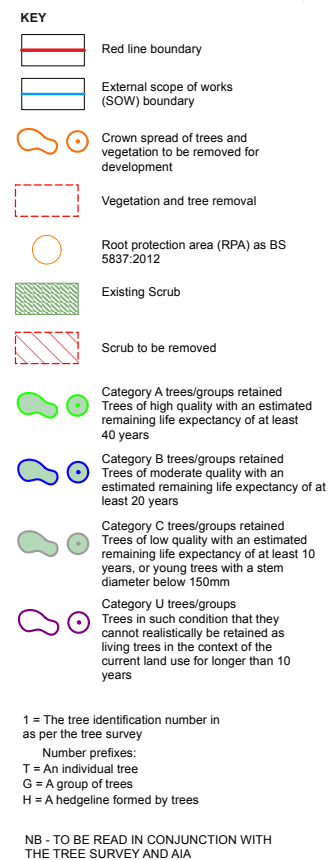 KEY
Red line boundary
External scope of works
(SOW) boundary
Crown spread of trees and
vegetation to be removed for
development
Vegetation and tree removal
Root protection area (RPA) as BS
5837:2012
Existing Scrub
Scrub to be removed
Category A trees/groups retained
Trees of high quality with an estimated
remaining life expectancy of at least
40 years
Category B trees/groups retained
Trees of moderate quality with an
estimated remaining life expectancy of at
least 20 years
Category C trees/groups retained
Trees of low quality with an estimated
remaining life expectancy of at least 10
years, or young trees with a stem
diameter below 150mm
Category U trees/groups
Trees in such condition that they
cannot realistically be retained as
living trees in the context of the
current land use for longer than 10
years
1 = The tree identification number in
as per the tree survey
Number prefixes:
T = An individual tree
G = A group of trees
H = A hedgeline formed by trees
NB - TO BE READ IN CONJUNCTION WITH
THE TREE SURVEY AND AIA